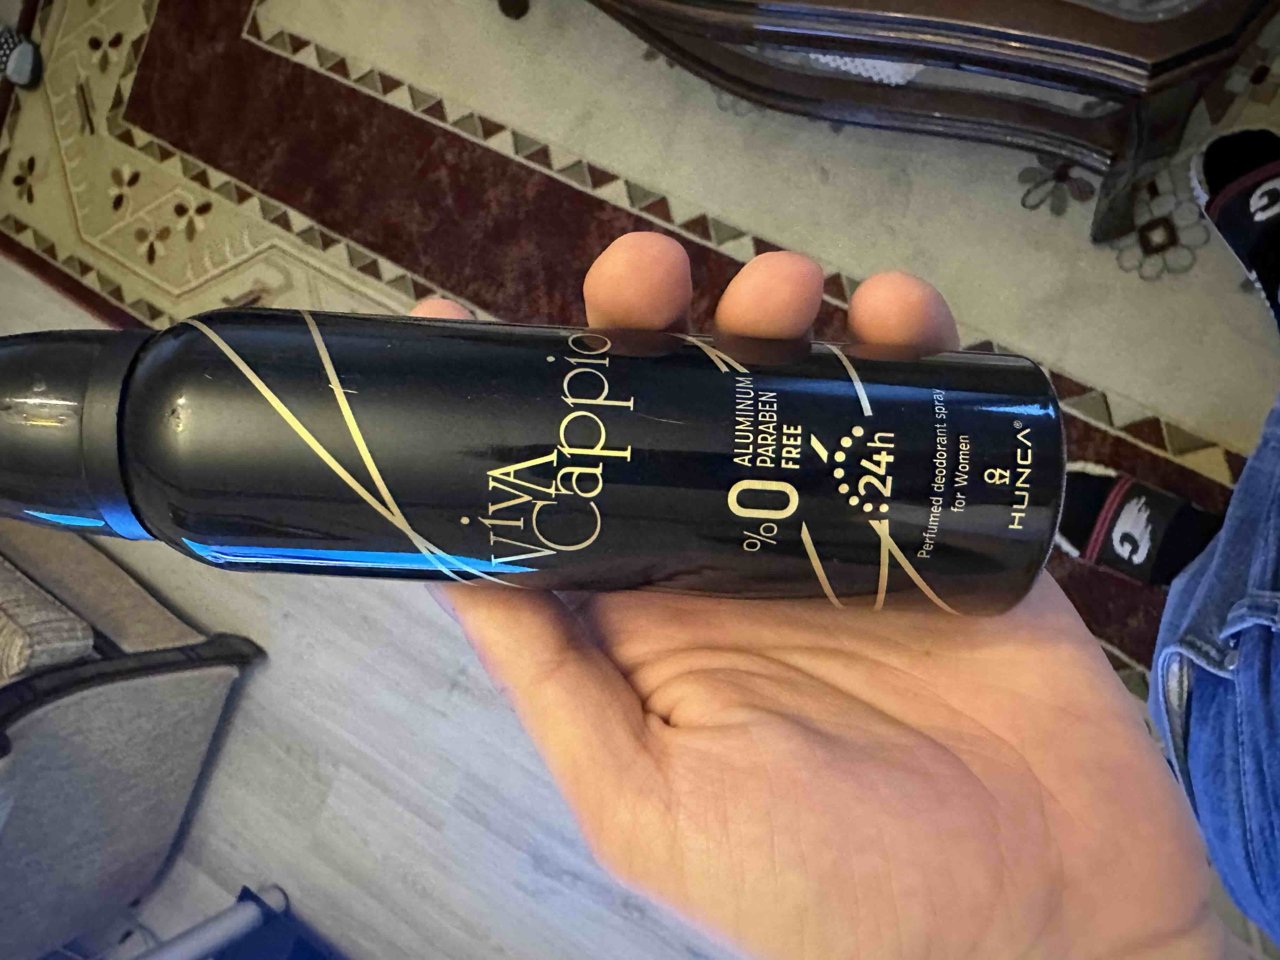 VivA
Cappio
%0 ALUMINUM
PARABEN
FREE
24h
Perfumed deodorant spray
for Women
HUNCA®
G
G